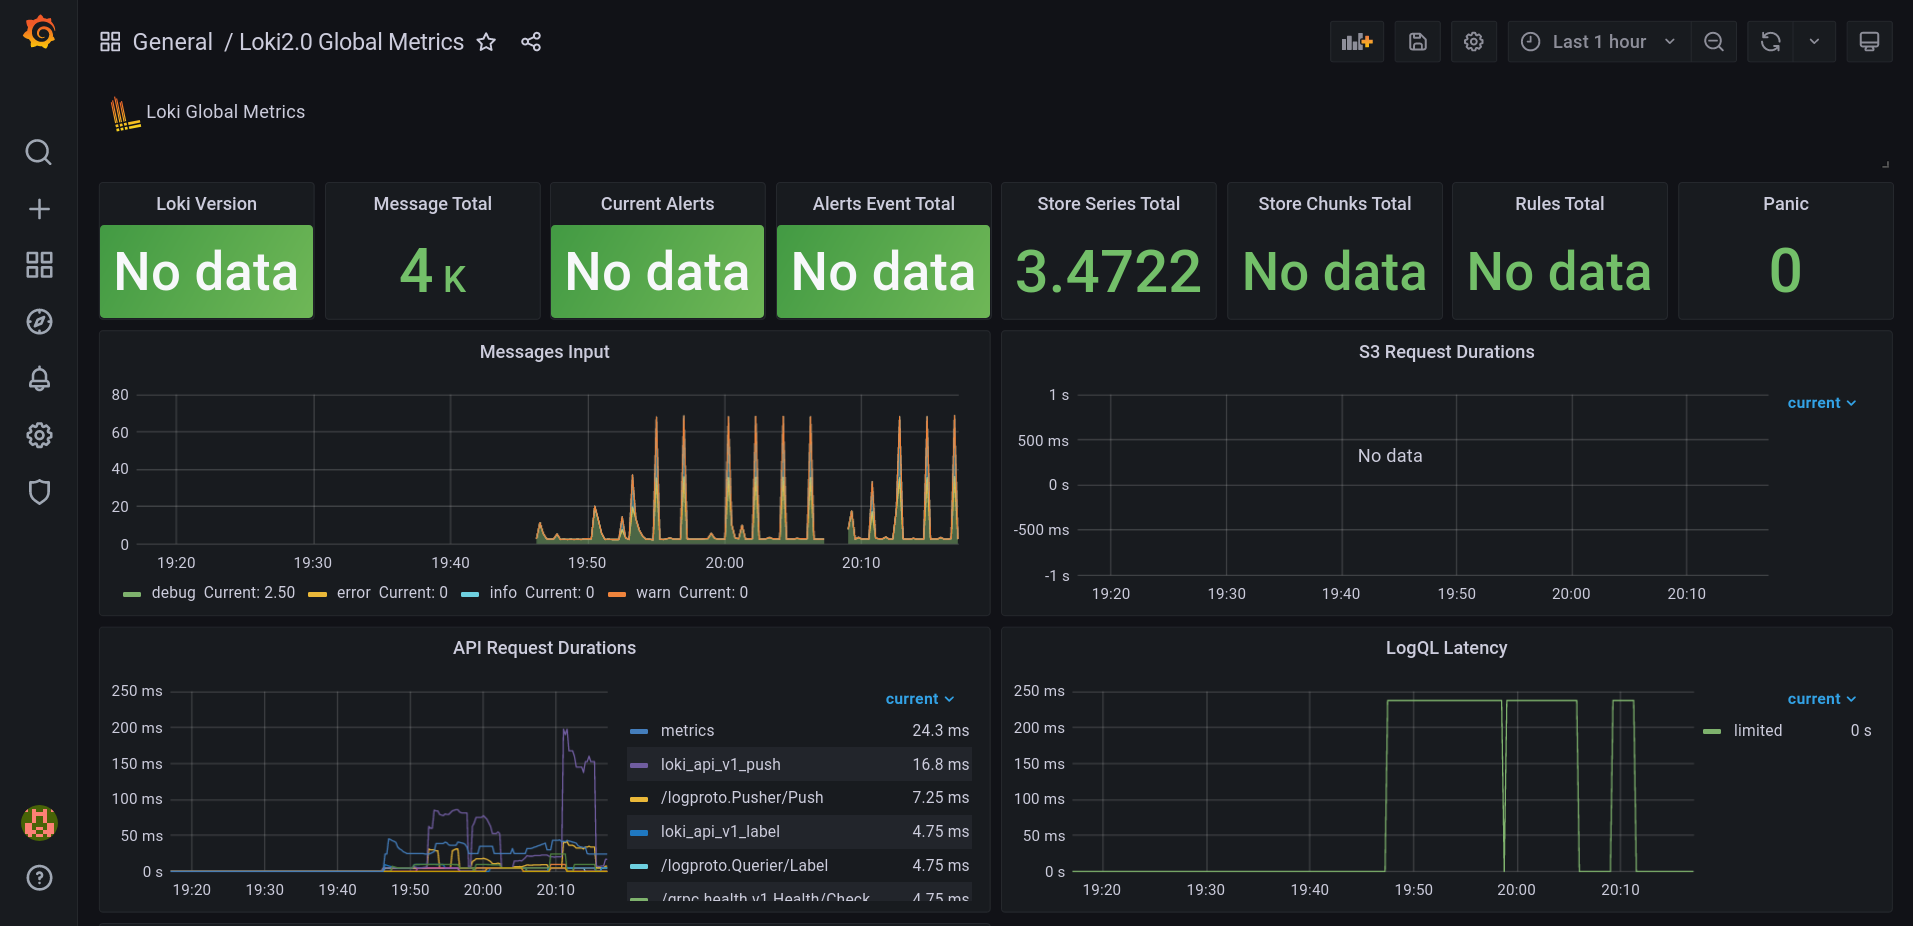 General / Loki2.0 Global Metrics
Last 1 hour
Loki Global Metrics
Loki Version
No data
Message Total
4 K
Current Alerts
No data
Alerts Event Total
No data
Store Series Total
3.4722
Store Chunks Total
No data
Rules Total
No data
Panic
0
Messages Input
80
60
40
20
0
19:20 19:30 19:40 19:50 20:00 20:10
debug Current: 2.50 error Current: 0 info Current: 0 warn Current: 0
S3 Request Durations
1 s
500 ms
0 s
-500 ms
-1 s
No data
19:20 19:30 19:40 19:50 20:00 20:10
current
API Request Durations
250 ms
200 ms
150 ms
100 ms
50 ms
0 s
19:20 19:30 19:40 19:50 20:00 20:10
current
metrics 24.3 ms
loki_api_v1_push 16.8 ms
/logproto.Pusher/Push 7.25 ms
loki_api_v1_label 4.75 ms
/logproto.Querier/Label 4.75 ms
/grpc.health.v1.Health/Check 4.75 ms
LogQL Latency
250 ms
200 ms
150 ms
100 ms
50 ms
0 s
19:20 19:30 19:40 19:50 20:00 20:10
current
limited 0 s